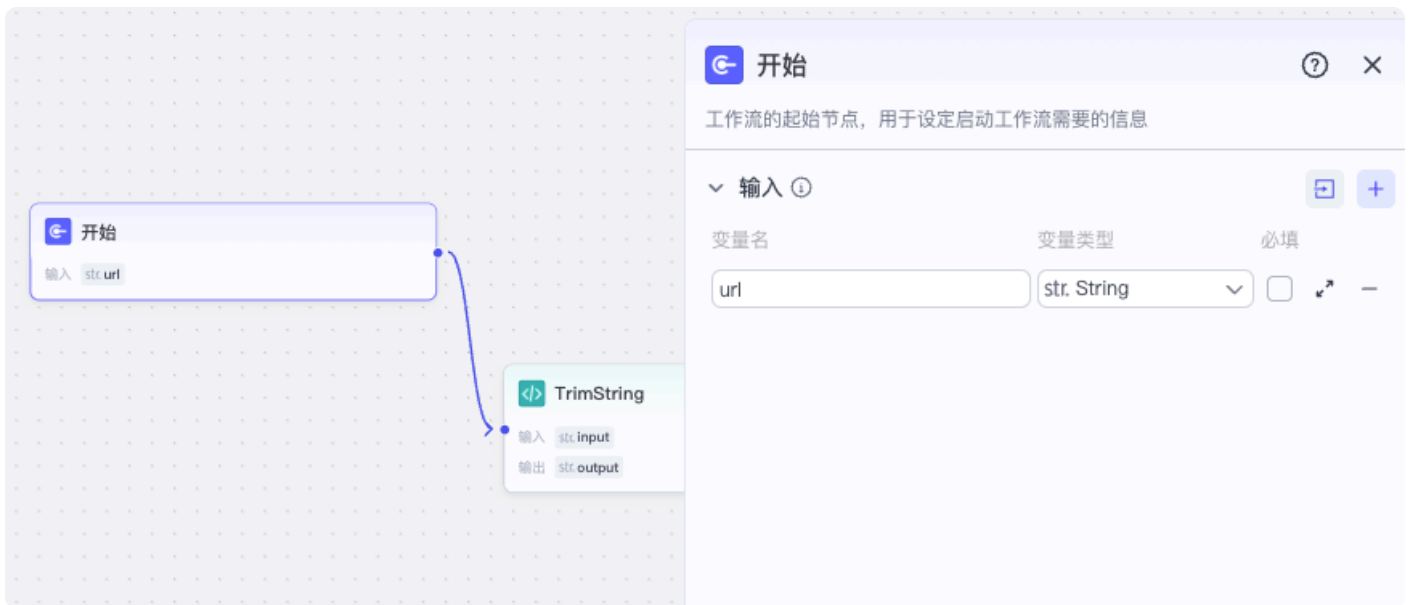 开始
输入 str. url
TrimString
输入 str. input
输出 str. output
开始
工作流的起始节点，用于设定启动工作流需要的信息
输入
变量名 变量类型 必填
url str. String